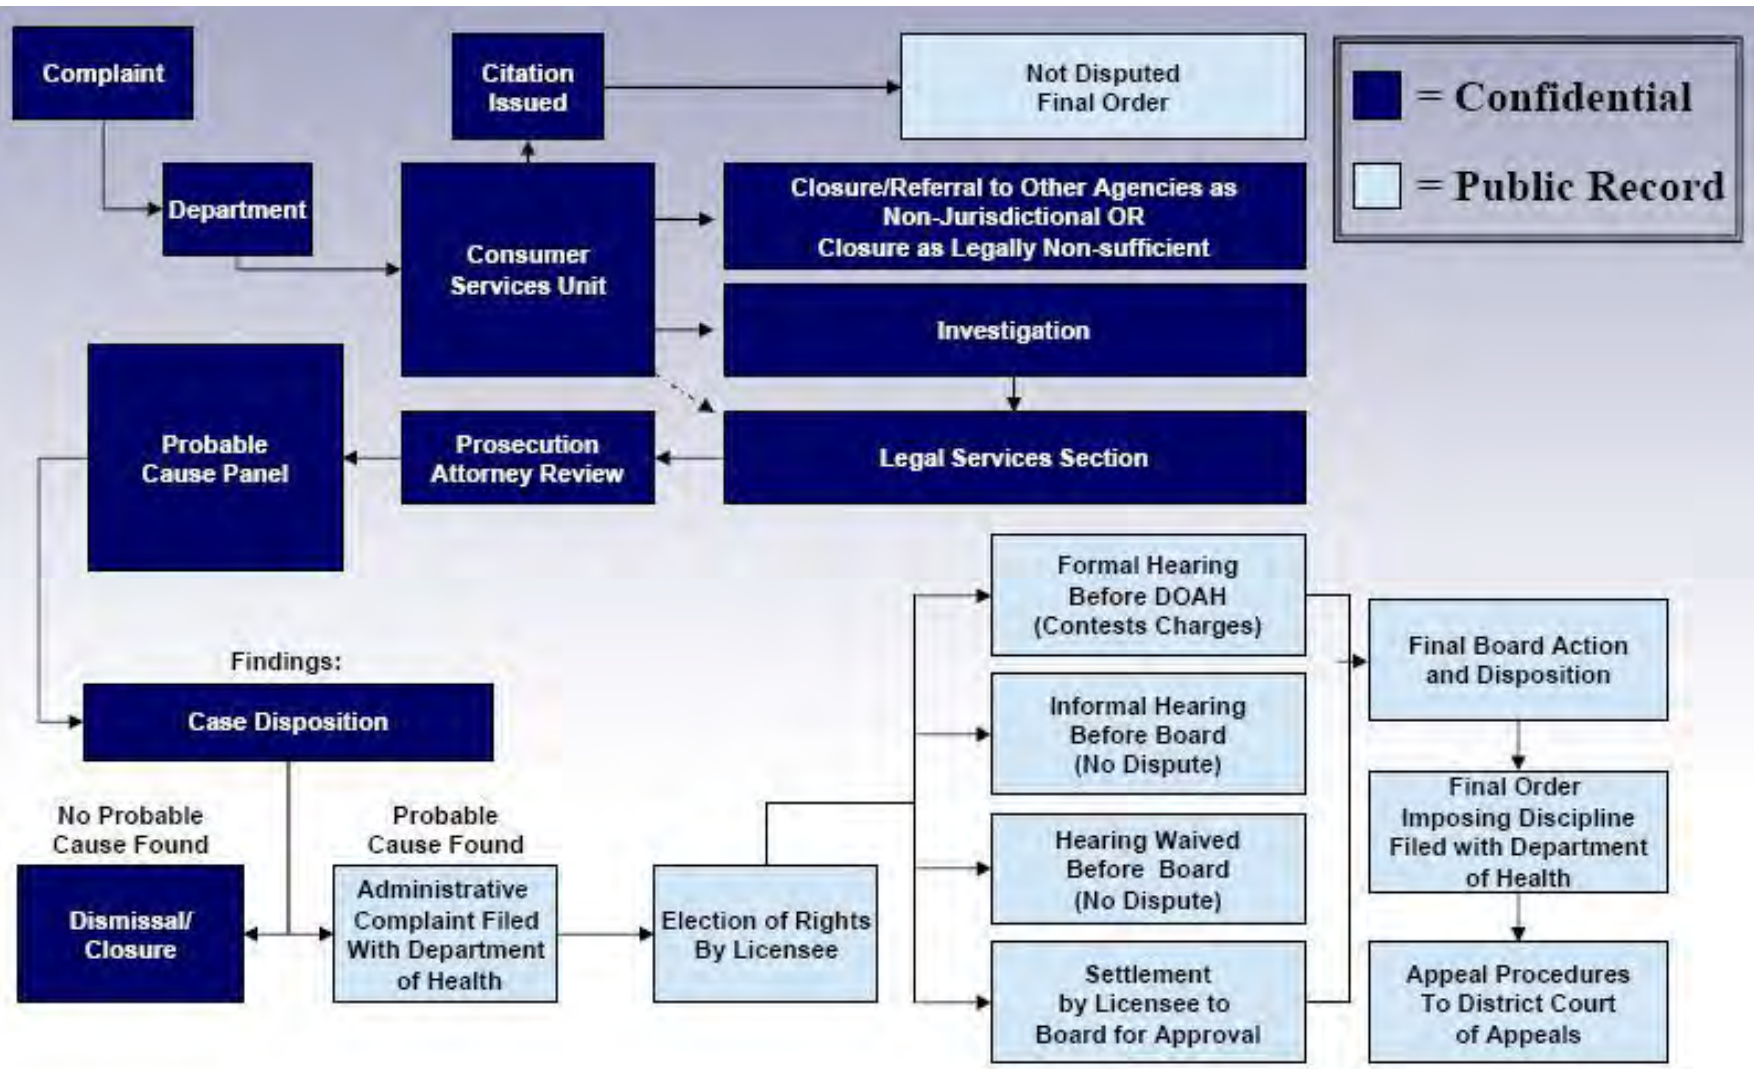 Complaint
Citation
Issued
Not Disputed
Final Order
= Confidential
= Public Record
Department
Consumer
Services Unit
Closure/Referral to Other Agencies as
Non-Jurisdictional OR
Closure as Legally Non-sufficient
Investigation
Probable
Cause Panel
Prosecution
Attorney Review
Legal Services Section
Findings:
Case Disposition
No Probable
Cause Found
Dismissal/
Closure
Probable
Cause Found
Administrative
Complaint Filed
With Department
of Health
Election of Rights
By Licensee
Formal Hearing
Before DOAH
(Contests Charges)
Informal Hearing
Before Board
(No Dispute)
Hearing Waived
Before Board
(No Dispute)
Settlement
by Licensee to
Board for Approval
Final Board Action
and Disposition
Final Order
Imposing Discipline
Filed with Department
of Health
Appeal Procedures
To District Court
of Appeals